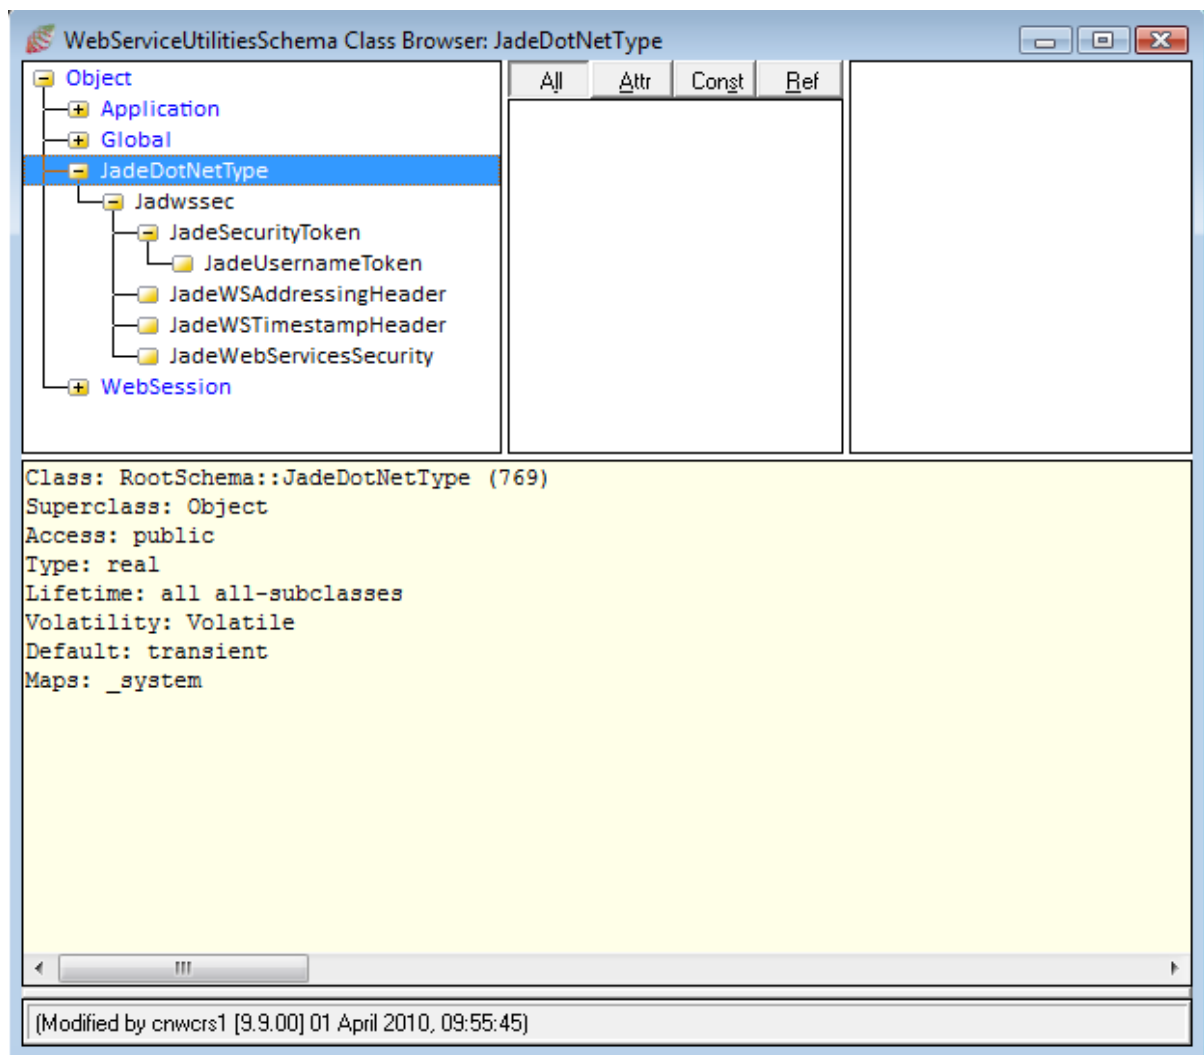 WebServiceUtilitiesSchema Class Browser: JadeDotNetType
Object
Application
Global
JadeDotNetType
Jadwssec
JadeSecurityToken
JadeUsernameToken
JadeWSAddressingHeader
JadeWSTimestampHeader
JadeWebServicesSecurity
WebSession
All
Attr
Const
Ref
Class: RootSchema::JadeDotNetType (769)
Superclass: Object
Access: public
Type: real
Lifetime: all all-subclasses
Volatility: Volatile
Default: transient
Maps: _system
(Modified by cnwcrs1 [9.9.00] 01 April 2010, 09:55:45)